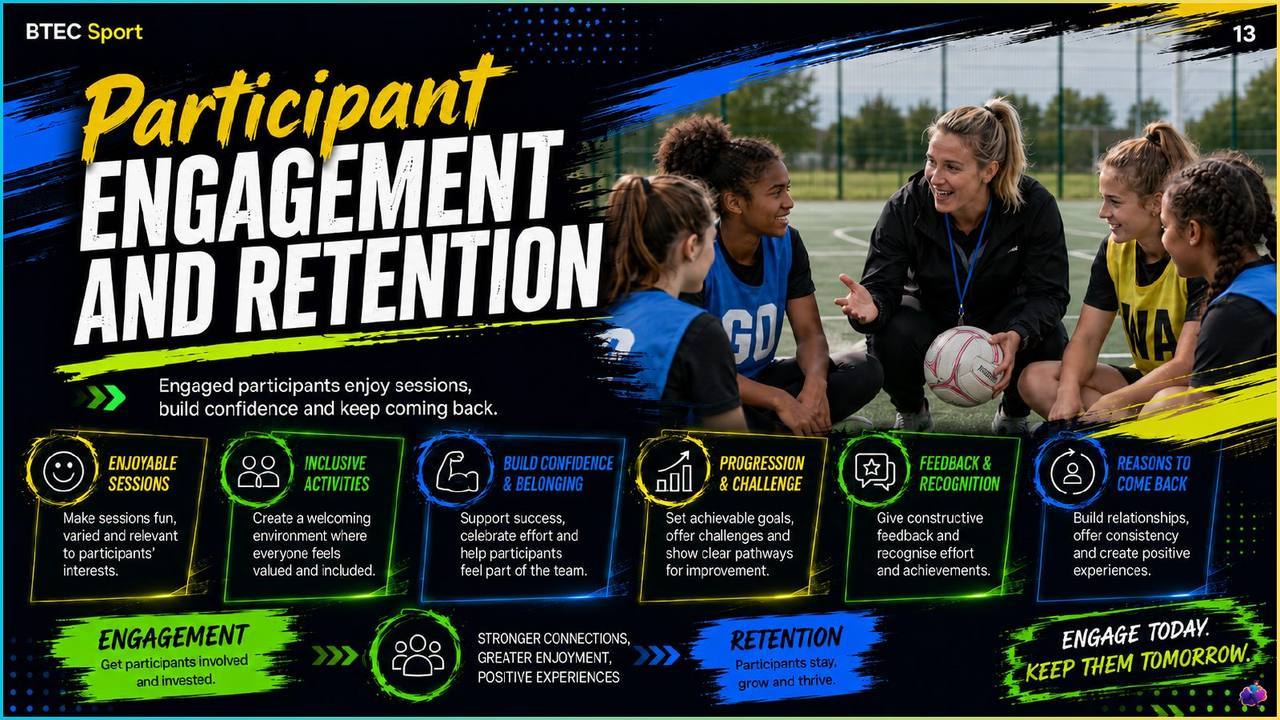 BTEC Sport
13
Participant
ENGAGEMENT
AND RETENTION
Engaged participants enjoy sessions,
build confidence and keep coming back.
GD
WA
ENJOYABLE
SESSIONS
Make sessions fun,
varied and relevant
to participants'
interests.
INCLUSIVE
ACTIVITIES
Create a welcoming
environment where
everyone feels
valued and included.
BUILD CONFIDENCE
& BELONGING
Support success,
celebrate effort and
help participants
feel part of the team.
PROGRESSION
& CHALLENGE
Set achievable goals,
offer challenges and
show clear pathways
for improvement.
FEEDBACK &
RECOGNITION
Give constructive
feedback and
recognise effort
and achievements.
REASONS TO
COME BACK
Build relationships,
offer consistency
and create positive
experiences.
ENGAGEMENT
Get participants involved
and invested.
STRONGER CONNECTIONS,
GREATER ENJOYMENT,
POSITIVE EXPERIENCES
RETENTION
Participants stay,
grow and thrive.
ENGAGE TODAY.
KEEP THEM TOMORROW.